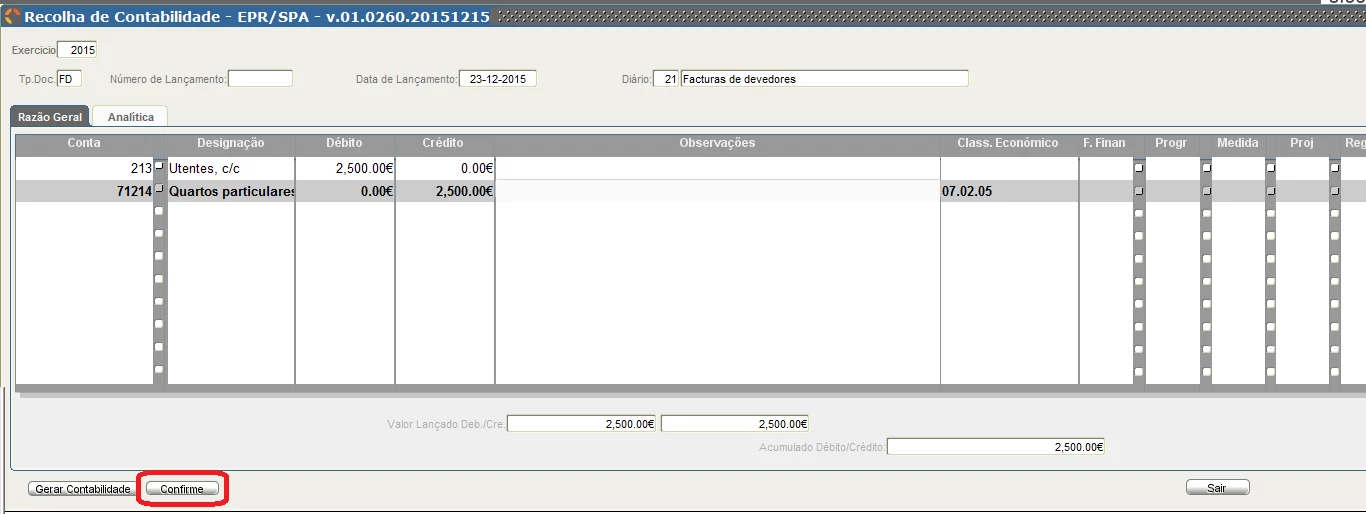 Recolha de Contabilidade - EPR/SPA - v.01.0260.20151215
Exercicio 2015
Tp.Doc. FD Número de Lançamento: Data de Lançamento: 23-12-2015 Diário: 21 Facturas de devedores
Razão Geral Analítica
Conta Designação Débito Crédito Observações Class. Económico F. Finan Progr Medida Proj Reg
213 Utentes, c/c 2,500.00€ 0.00€
71214 Quartos particulares 0.00€ 2,500.00€ 07.02.05
Valor Lançado Deb./Cre. 2,500.00€ 2,500.00€
Acumulado Débito/Crédito: 2,500.00€
Gerar Contabilidade Confirme Sair